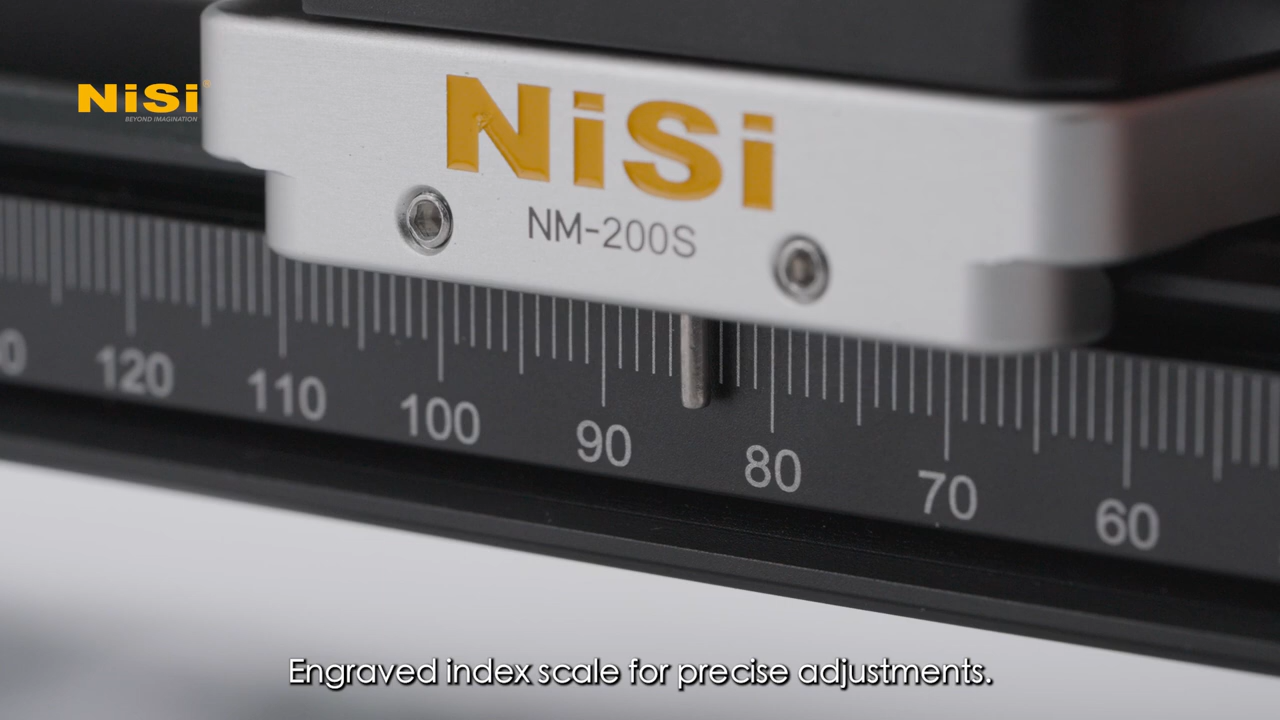 NiSi
BEYOND IMAGINATION
NiSi
NM-200S
120 110 100 90 80 70 60
Engraved index scale for precise adjustments.